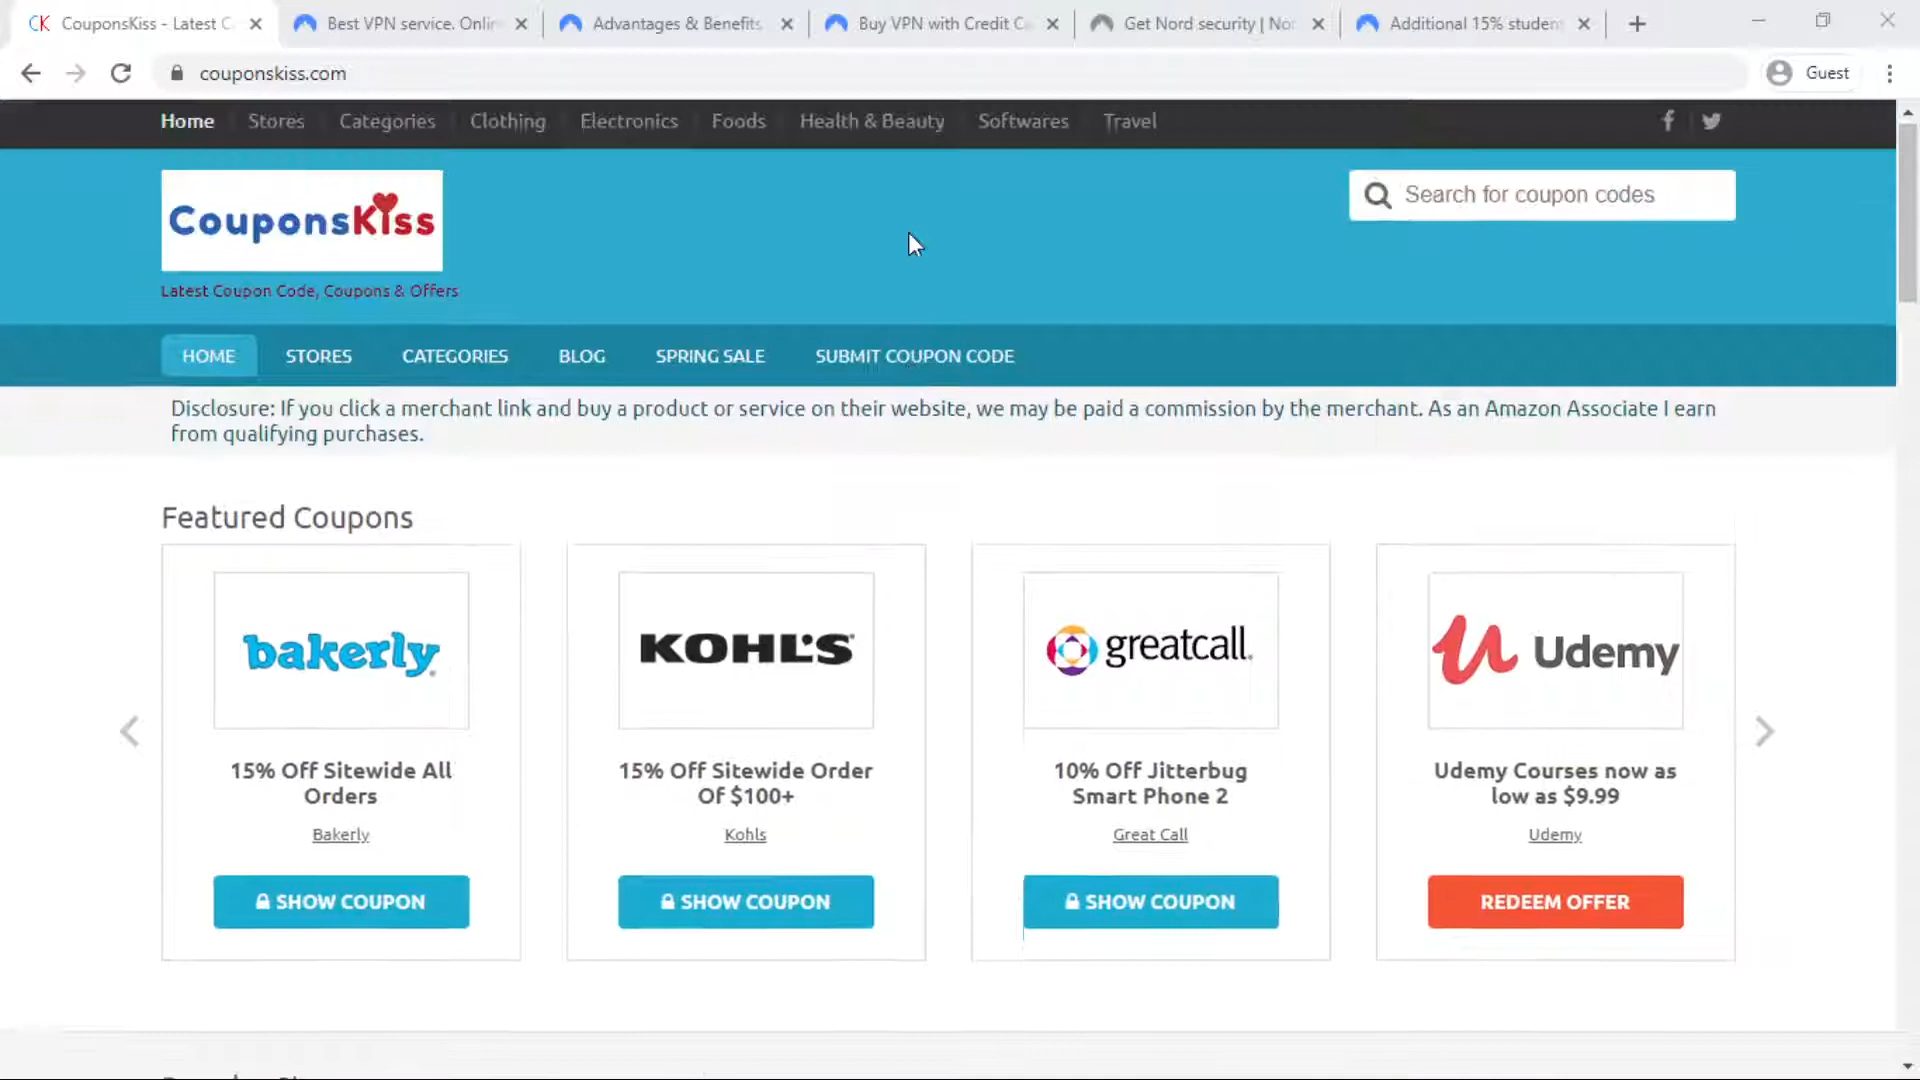 CK CouponsKiss - Latest C
Best VPN service. Onlin
Advantages & Benefits
Buy VPN with Credit C
Get Nord security | No
Additional 15% studen
couponskiss.com
Guest
Home Stores Categories Clothing Electronics Foods Health & Beauty Softwares Travel
CouponsKiss
Search for coupon codes
Latest Coupon Code, Coupons & Offers
HOME STORES CATEGORIES BLOG SPRING SALE SUBMIT COUPON CODE
Disclosure: If you click a merchant link and buy a product or service on their website, we may be paid a commission by the merchant. As an Amazon Associate I earn
from qualifying purchases.
Featured Coupons
bakerly
15% Off Sitewide All
Orders
Bakerly
SHOW COUPON
KOHL'S
15% Off Sitewide Order
Of $100+
Kohls
SHOW COUPON
greatcall
10% Off Jitterbug
Smart Phone 2
Great Call
SHOW COUPON
Udemy
Udemy Courses now as
low as $9.99
Udemy
REDEEM OFFER